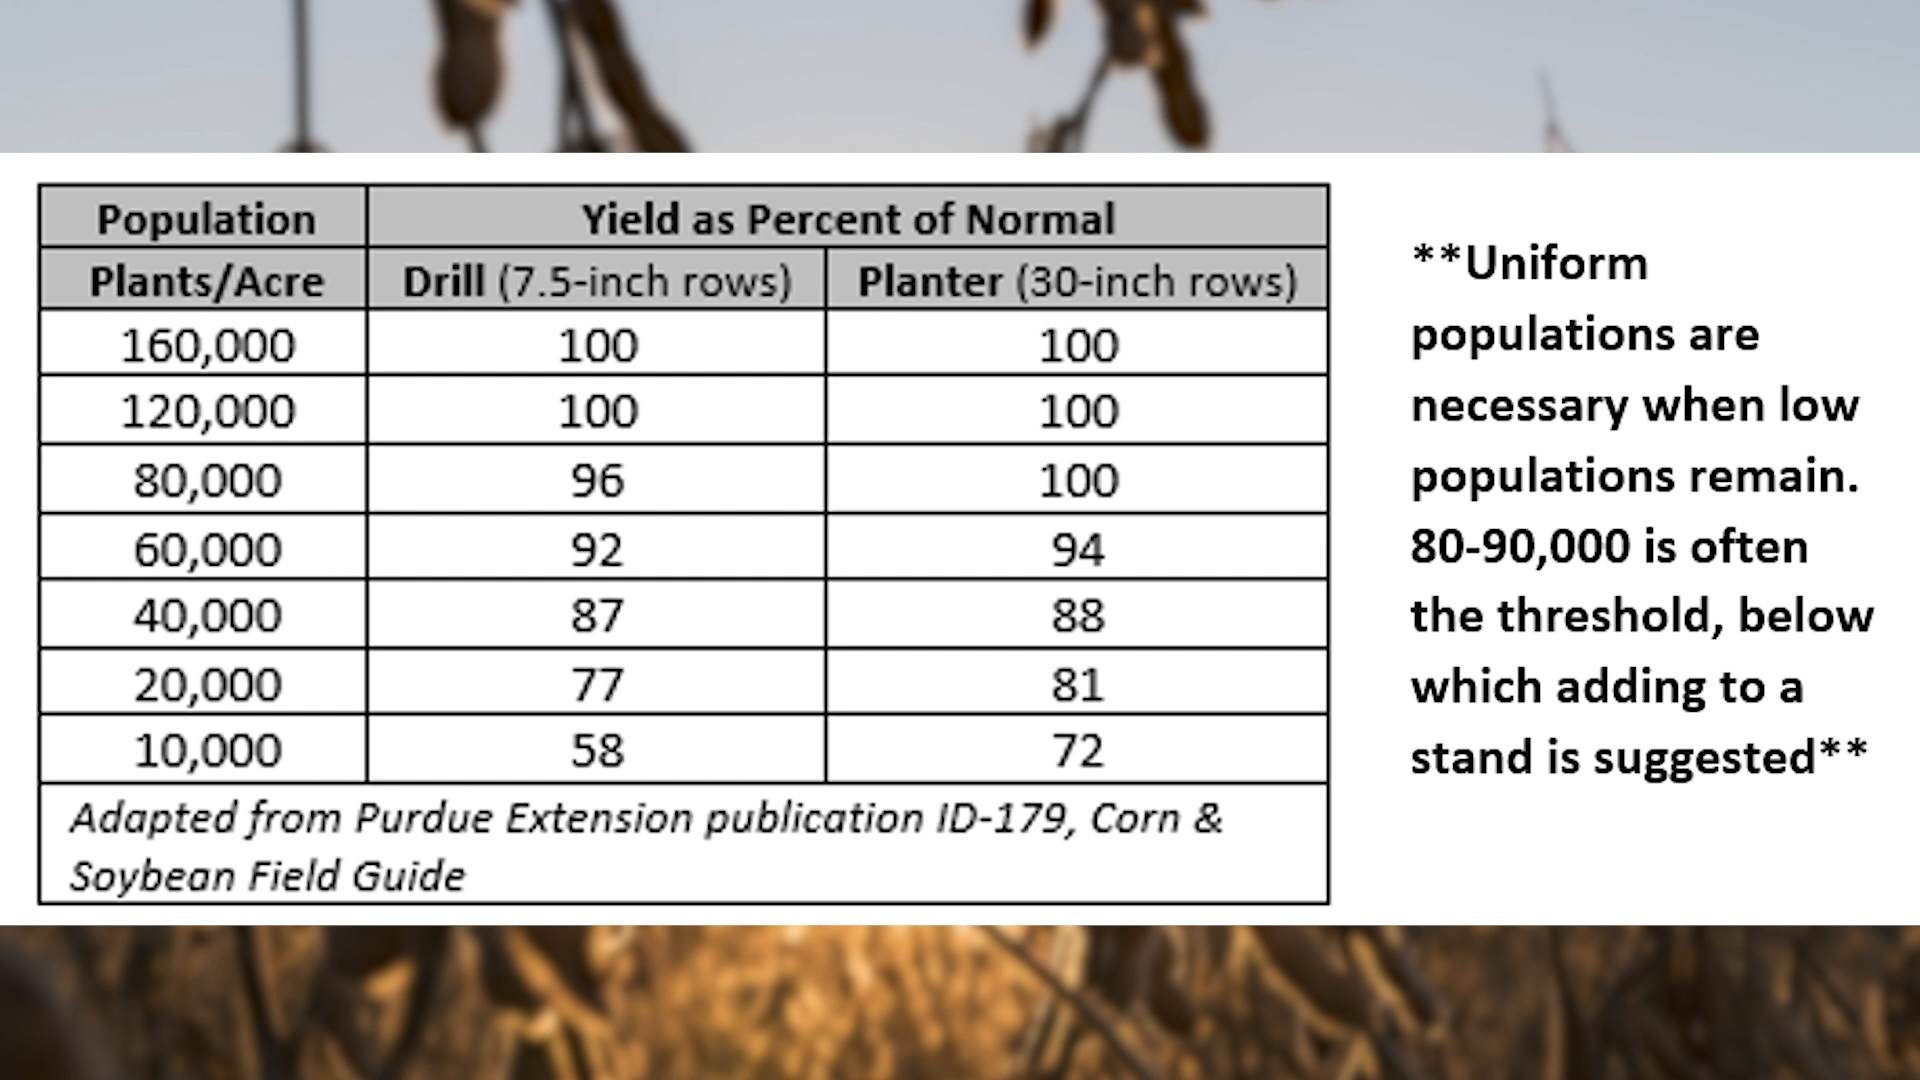 Population Yield as Percent of Normal
Plants/Acre Drill (7.5-inch rows) Planter (30-inch rows)
160,000 100 100
120,000 100 100
80,000 96 100
60,000 92 94
40,000 87 88
20,000 77 81
10,000 58 72
Adapted from Purdue Extension publication ID-179, Corn &
Soybean Field Guide
**Uniform
populations are
necessary when low
populations remain.
80-90,000 is often
the threshold, below
which adding to a
stand is suggested**